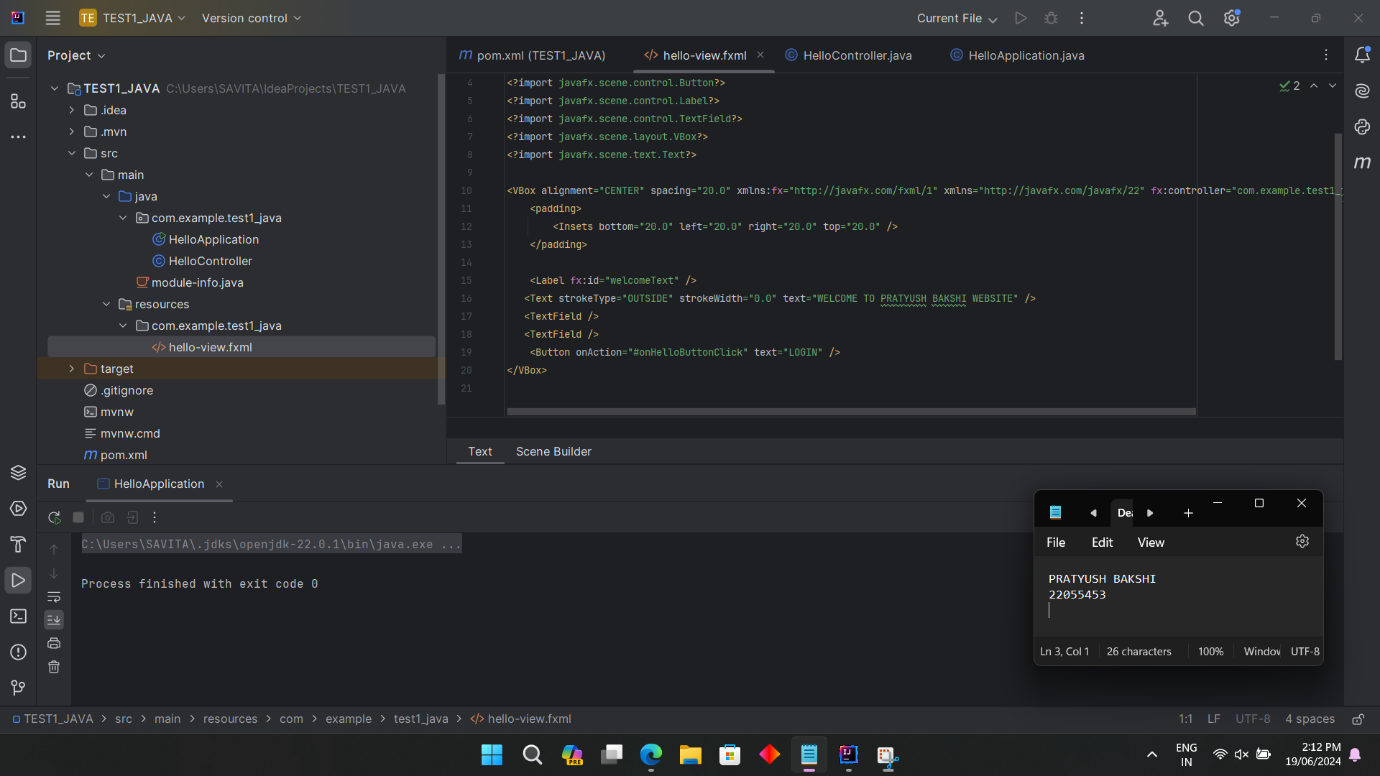 TE TEST1_JAVA Version control Current File
Project
pom.xml (TEST1_JAVA) hello-view.fxml HelloController.java HelloApplication.java
TEST1_JAVA C:\Users\SAVITA\IdeaProjects\TEST1_JAVA
.idea
.mvn
src
main
java
com.example.test1_java
HelloApplication
HelloController
module-info.java
resources
com.example.test1_java
hello-view.fxml
target
.gitignore
mvnw
mvnw.cmd
pom.xml
2
4 <?import javafx.scene.control.Button?>
5 <?import javafx.scene.control.Label?>
6 <?import javafx.scene.control.TextField?>
7 <?import javafx.scene.layout.VBox?>
8 <?import javafx.scene.text.Text?>
9
10 <VBox alignment="CENTER" spacing="20.0" xmlns:fx="http://javafx.com/fxml/1" xmlns="http://javafx.com/javafx/22" fx:controller="com.example.test1_
11 <padding>
12 <Insets bottom="20.0" left="20.0" right="20.0" top="20.0" />
13 </padding>
14
15 <Label fx:id="welcomeText" />
16 <Text strokeType="OUTSIDE" strokeWidth="0.0" text="WELCOME TO PRATYUSH BAKSHI WEBSITE" />
17 <TextField />
18 <TextField />
19 <Button onAction="#onHelloButtonClick" text="LOGIN" />
20 </VBox>
21
Text Scene Builder
Run HelloApplication
C:\Users\SAVITA\.jdks\openjdk-22.0.1\bin\java.exe ...
Process finished with exit code 0
Dea
File Edit View
PRATYUSH BAKSHI
22055453
Ln 3, Col 1 26 characters 100% Window UTF-8
TEST1_JAVA > src > main > resources > com > example > test1_java > hello-view.fxml 1:1 LF UTF-8 4 spaces
PRE
ENG
IN
2:12 PM
19/06/2024